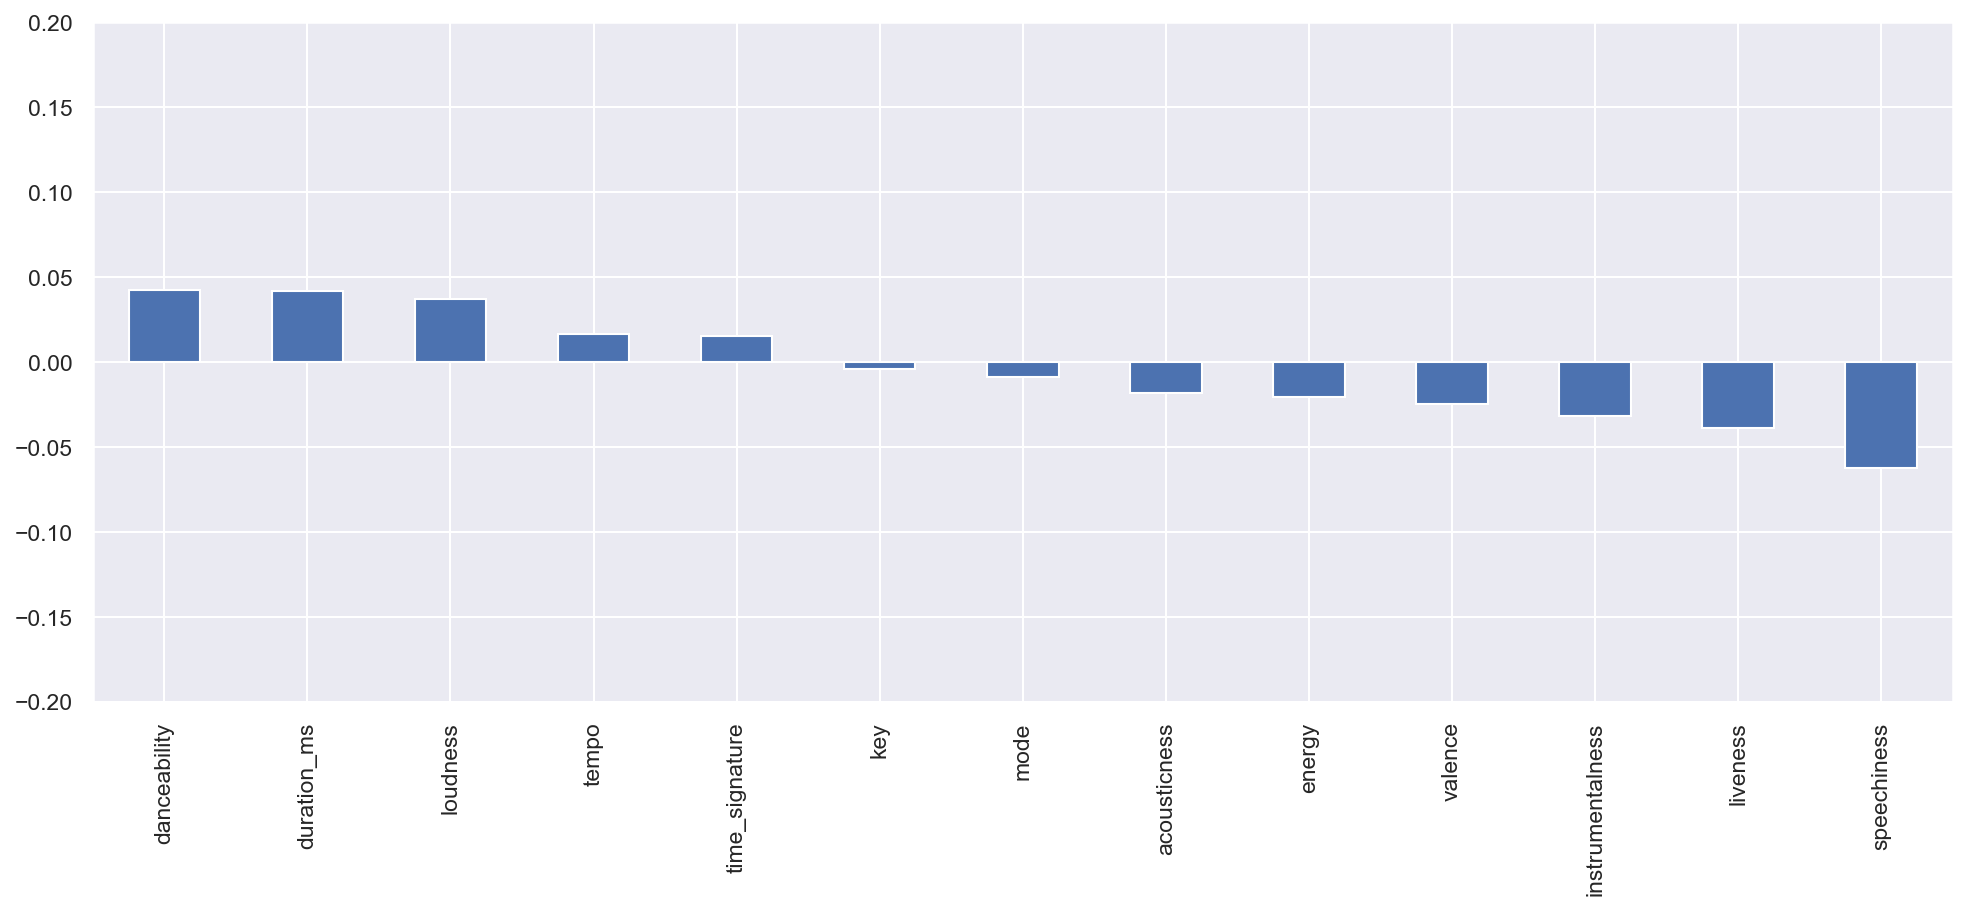 0.20
0.15
0.10
0.05
0.00
−0.05
−0.10
−0.15
−0.20
danceability
duration_ms
loudness
tempo
time_signature
key
mode
acousticness
energy
valence
instrumentalness
liveness
speechiness